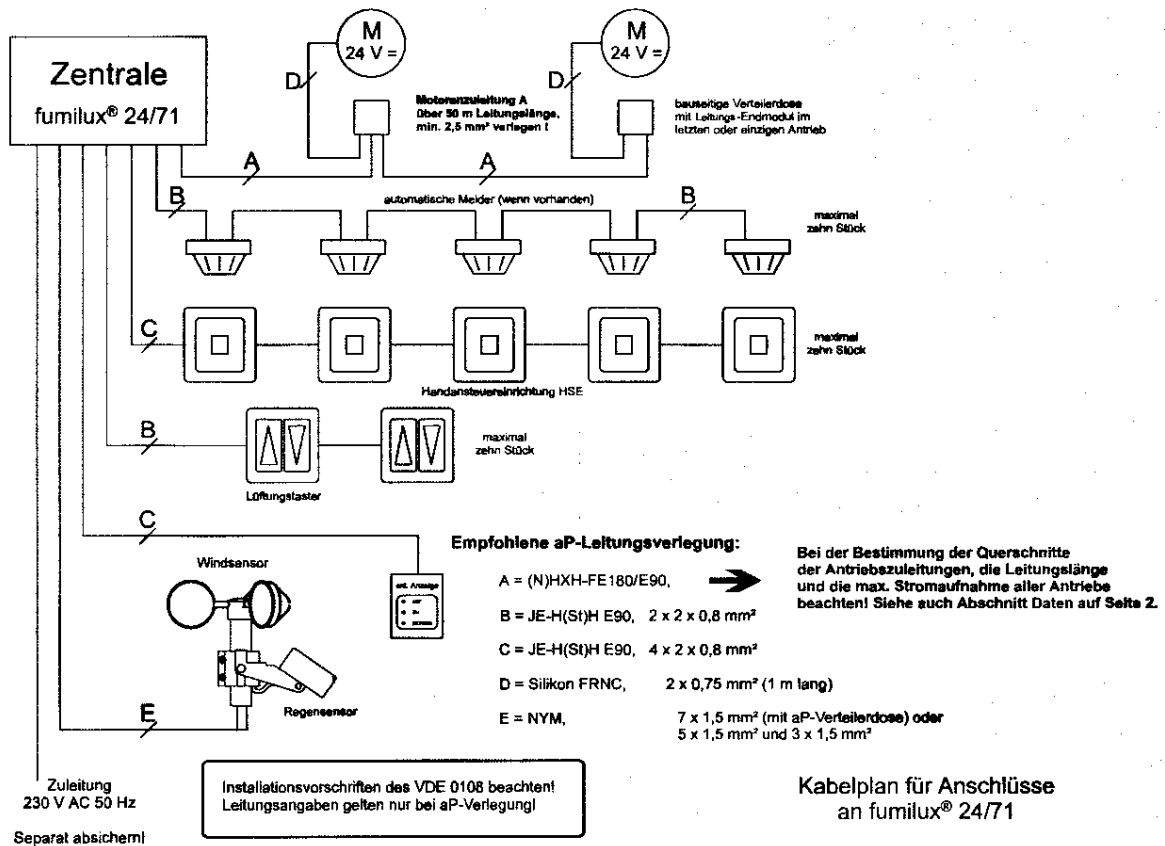 M
24 V =
M
24 V =
Zentrale
fumilux® 24/71
D
D
Motorenzuleitung A
über 50 m Leitungslänge,
min. 2,5 mm² verlegen !
bauseitige Verteilerdose
mit Leitungs-Endmodul im
letzten oder einzigen Antrieb
A
A
B
automatische Melder (wenn vorhanden)
B
maximal
zehn Stück
C
maximal
zehn Stück
Handansteuereinrichtung HSE
B
maximal
zehn Stück
Lüftungstaster
C
Windsensor
Anzeige
Regensensor
E
Empfohlene aP-Leitungsverlegung:
A = (N)HXH-FE180/E90,
B = JE-H(St)H E90, 2 x 2 x 0,8 mm²
C = JE-H(St)H E90, 4 x 2 x 0,8 mm²
D = Silikon FRNC, 2 x 0,75 mm² (1 m lang)
E = NYM, 7 x 1,5 mm² (mit aP-Verteilerdose) oder
5 x 1,5 mm² und 3 x 1,5 mm²
Bei der Bestimmung der Querschnitte
der Antriebszuleitungen, die Leitungslänge
und die max. Stromaufnahme aller Antriebe
beachten! Siehe auch Abschnitt Daten auf Seite 2.
Zuleitung
230 V AC 50 Hz
Separat absichern!
Installationsvorschriften des VDE 0108 beachten!
Leitungsangaben gelten nur bei aP-Verlegung!
Kabelplan für Anschlüsse
an fumilux® 24/71